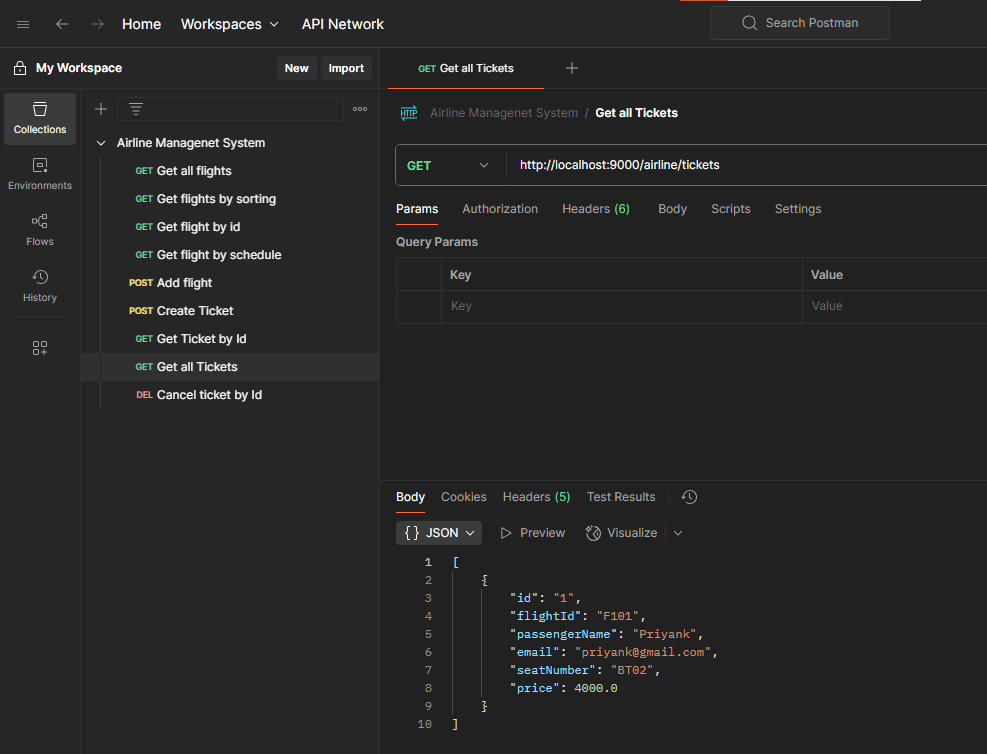 Home Workspaces API Network Search Postman
My Workspace New Import GET Get all Tickets
Collections
Environments
Flows
History
Airline Managenet System
GET Get all flights
GET Get flights by sorting
GET Get flight by id
GET Get flight by schedule
POST Add flight
POST Create Ticket
GET Get Ticket by Id
GET Get all Tickets
DEL Cancel ticket by Id
HTTP Airline Managenet System / Get all Tickets
GET http://localhost:9000/airline/tickets
Params Authorization Headers (6) Body Scripts Settings
Query Params
Key Value
Key Value
Body Cookies Headers (5) Test Results
{} JSON Preview Visualize
1 [
2 {
3 "id": "1",
4 "flightId": "F101",
5 "passengerName": "Priyank",
6 "email": "priyank@gmail.com",
7 "seatNumber": "BT02",
8 "price": 4000.0
9 }
10 ]